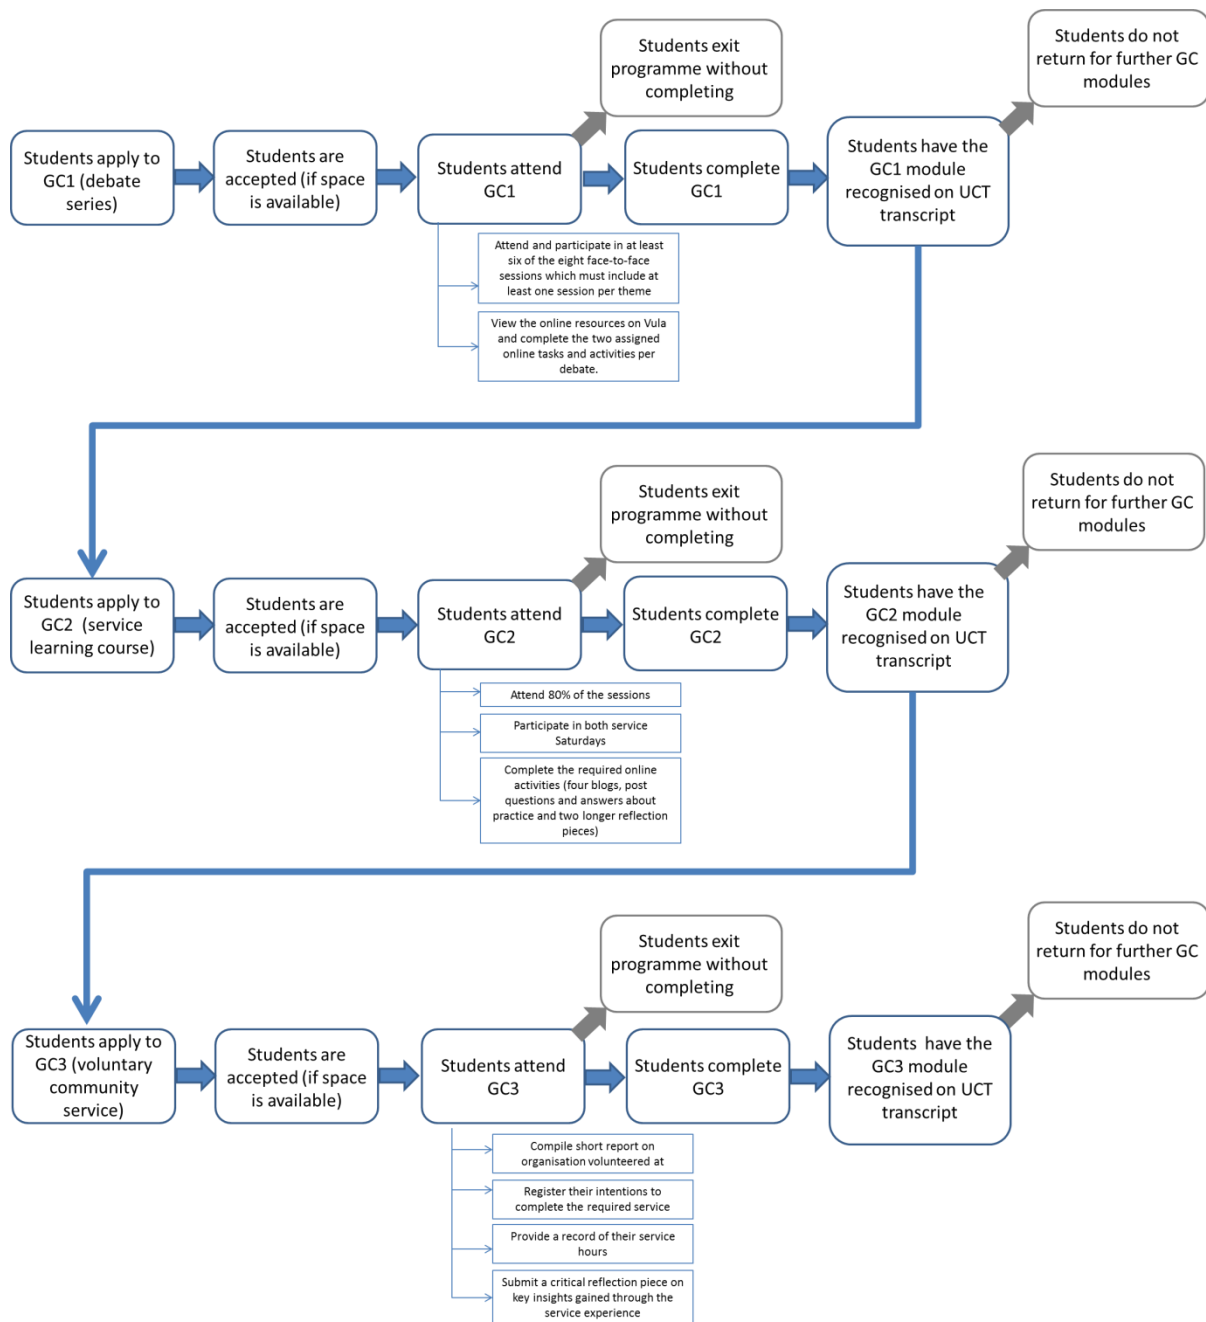 Students exit
programme without
completing
Students do not
return for further GC
modules
Students apply to
GC1 (debate
series)
Students are
accepted (if space
is available)
Students attend
GC1
Students complete
GC1
Students have the
GC1 module
recognised on UCT
transcript
Attend and participate in at least
six of the eight face-to-face
sessions which must include at
least one session per theme
View the online resources on Vula
and complete the two assigned
online tasks and activities per
debate.
Students exit
programme without
completing
Students do not
return for further GC
modules
Students apply to
GC2 (service
learning course)
Students are
accepted (if space
is available)
Students attend
GC2
Students complete
GC2
Students have the
GC2 module
recognised on UCT
transcript
Attend 80% of the sessions
Participate in both service
Saturdays
Complete the required online
activities (four blogs, post
questions and answers about
practice and two longer reflection
pieces)
Students exit
programme without
completing
Students do not
return for further GC
modules
Students apply to
GC3 (voluntary
community
service)
Students are
accepted (if space
is available)
Students attend
GC3
Students complete
GC3
Students have the
GC3 module
recognised on UCT
transcript
Compile short report on
organisation volunteered at
Register their intentions to
complete the required service
Provide a record of their service
hours
Submit a critical reflection piece on
key insights gained through the
service experience